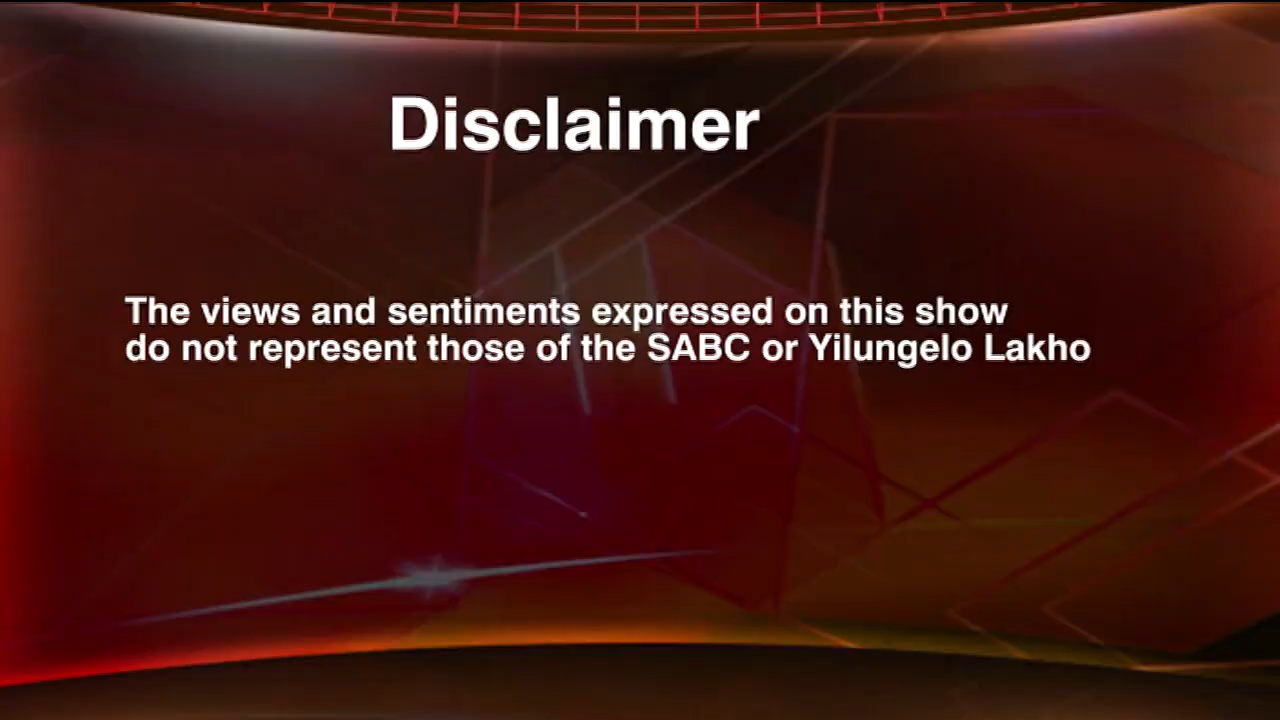 Disclaimer
The views and sentiments expressed on this show
do not represent those of the SABC or Yilungelo Lakho